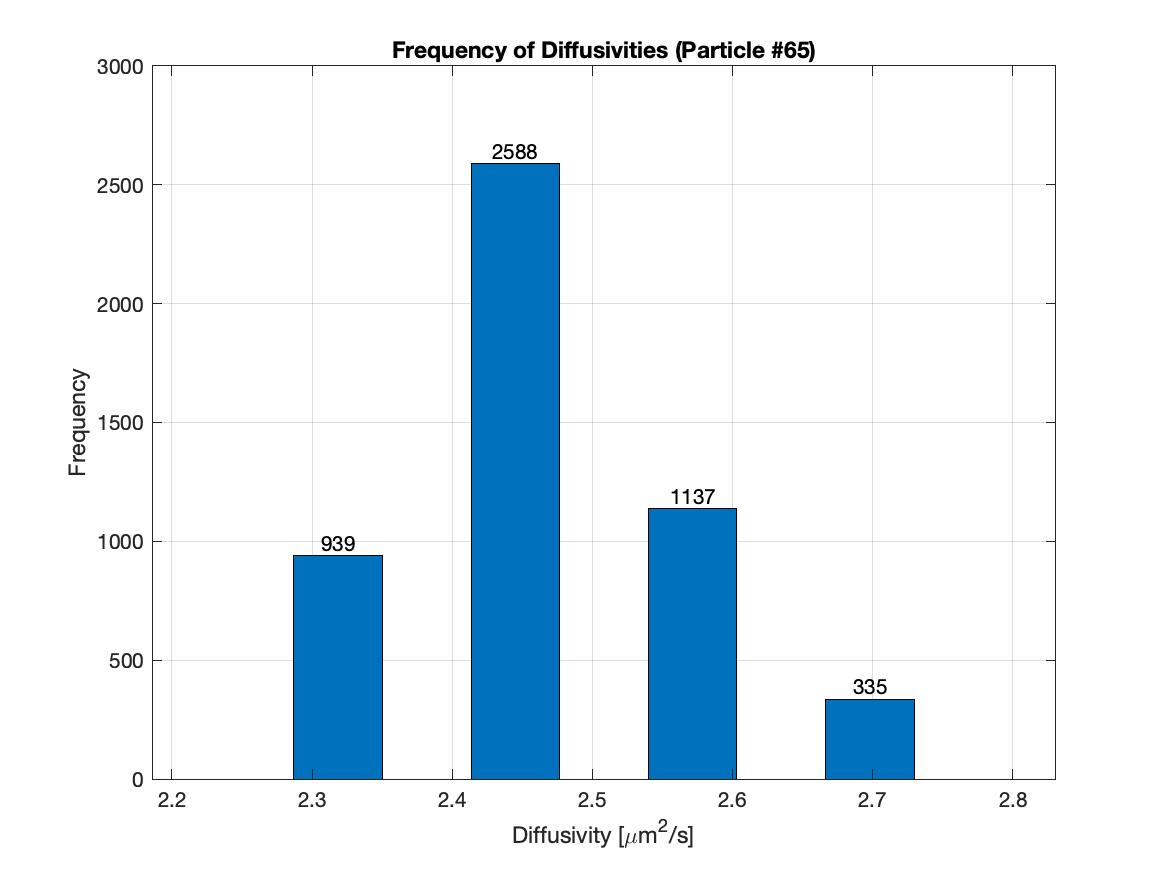 Frequency of Diffusivities (Particle #65)
3000
2500
2000
1500
1000
500
0
Frequency
2588
1137
939
335
2.2 2.3 2.4 2.5 2.6 2.7 2.8
Diffusivity [μm²/s]